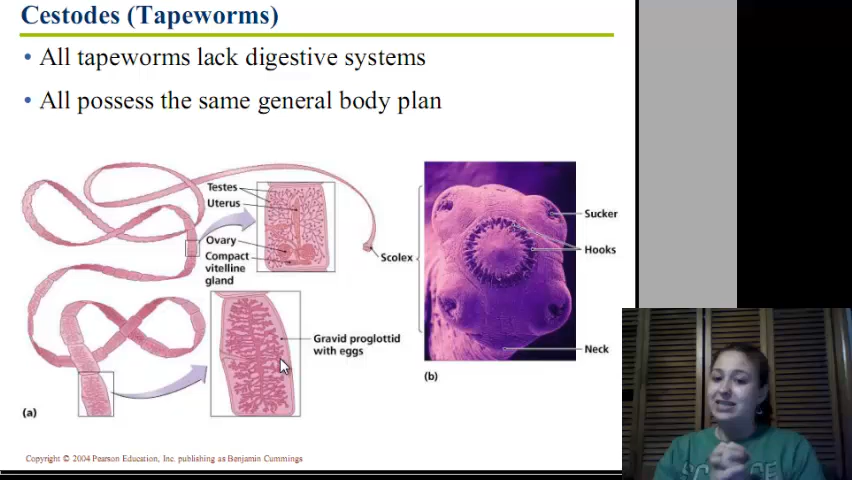 Cestodes (Tapeworms)
• All tapeworms lack digestive systems
• All possess the same general body plan
Testes
Uterus
Ovary
Compact
vitelline
gland
Scolex
Sucker
Hooks
Neck
Gravid proglottid
with eggs
(a)
(b)
Copyright © 2004 Pearson Education, Inc. publishing as Benjamin Cummings
SCIENCE